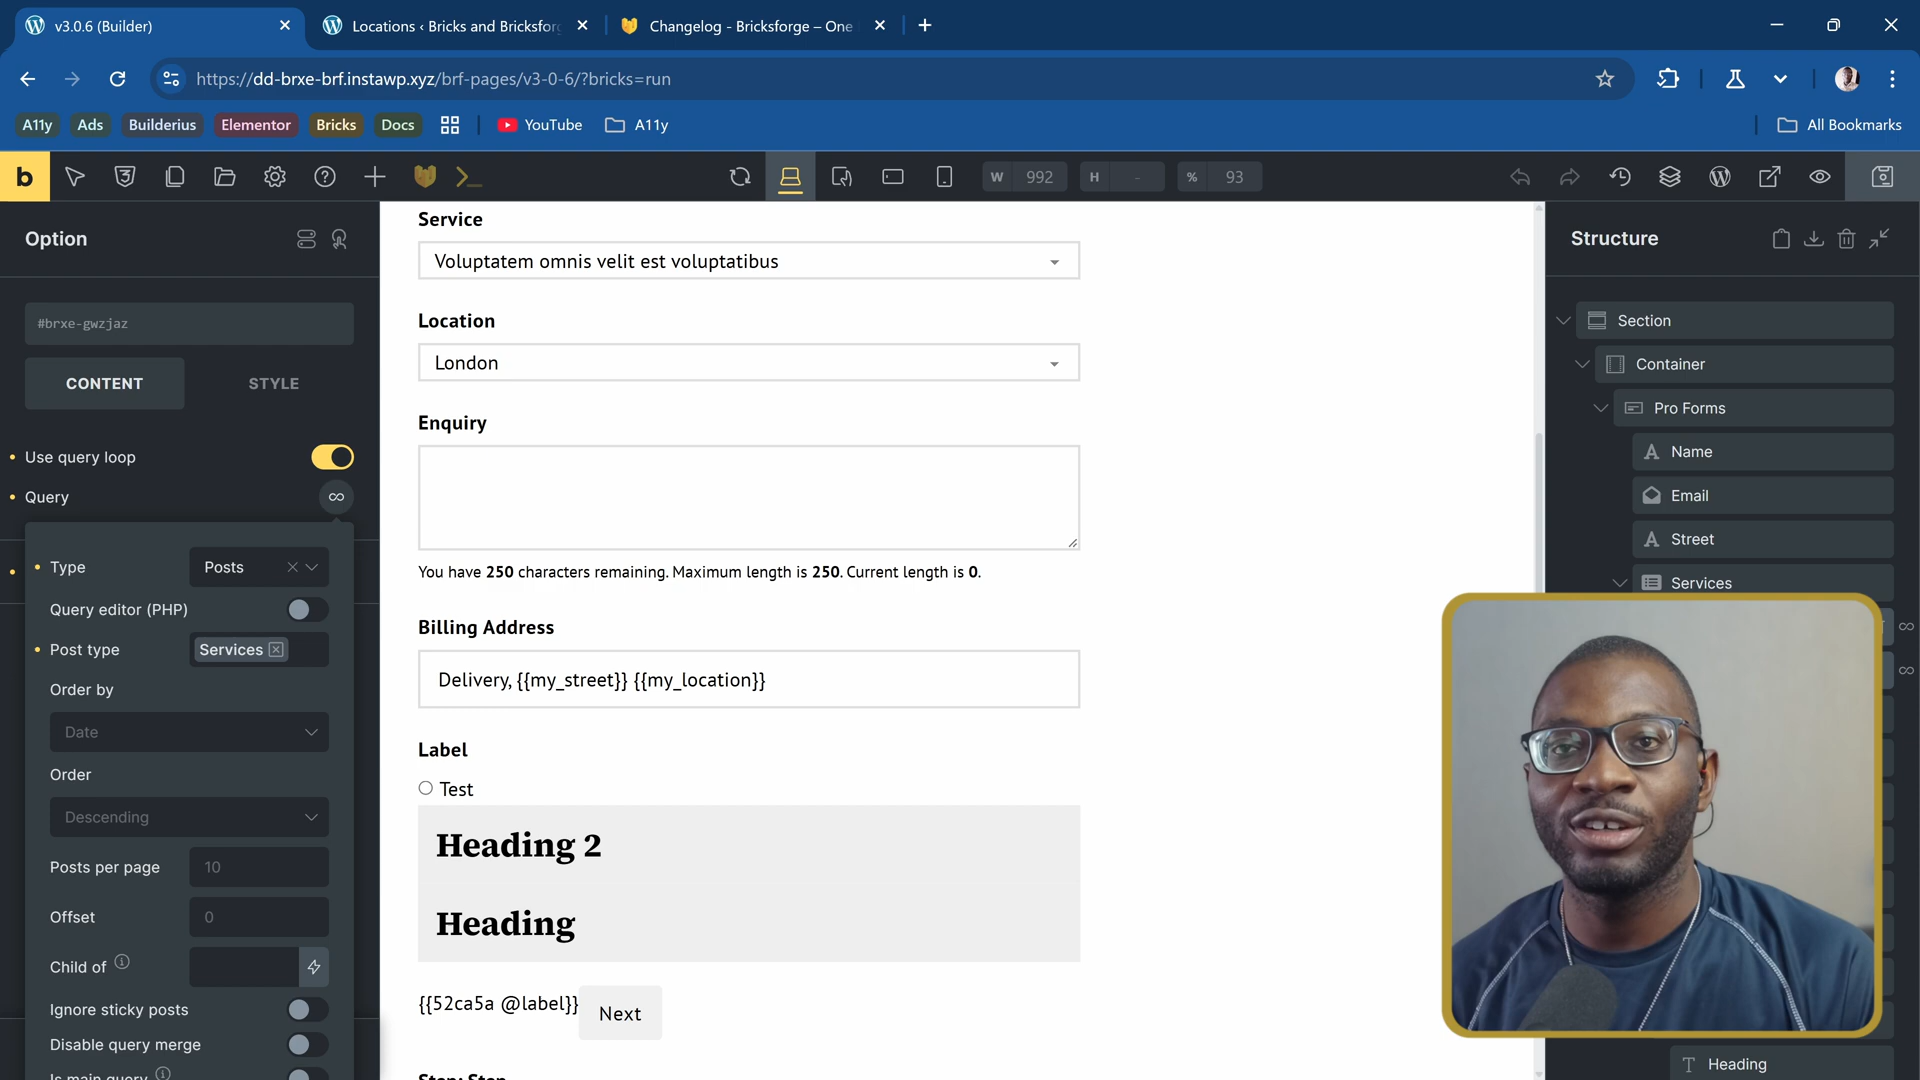 v3.0.6 (Builder)
Locations ‹ Bricks and Bricksforg
Changelog - Bricksforge – One
https://dd-brxe-brf.instawp.xyz/brf-pages/v3-0-6/?bricks=run
A11y
Ads
Builderius
Elementor
Bricks
Docs
YouTube
A11y
All Bookmarks
b
W 992
H -
% 93
Option
#brxe-gwzjaz
CONTENT
STYLE
Use query loop
Query
Type
Posts
Query editor (PHP)
Post type
Services
Order by
Date
Order
Descending
Posts per page
10
Offset
0
Child of
Ignore sticky posts
Disable query merge
Is main query
Service
Voluptatem omnis velit est voluptatibus
Location
London
Enquiry
You have 250 characters remaining. Maximum length is 250. Current length is 0.
Billing Address
Delivery, {{my_street}} {{my_location}}
Label
Test
Heading 2
Heading
{{52ca5a @label}}
Next
Step: Step
Structure
Section
Container
Pro Forms
Name
Email
Street
Services
Heading